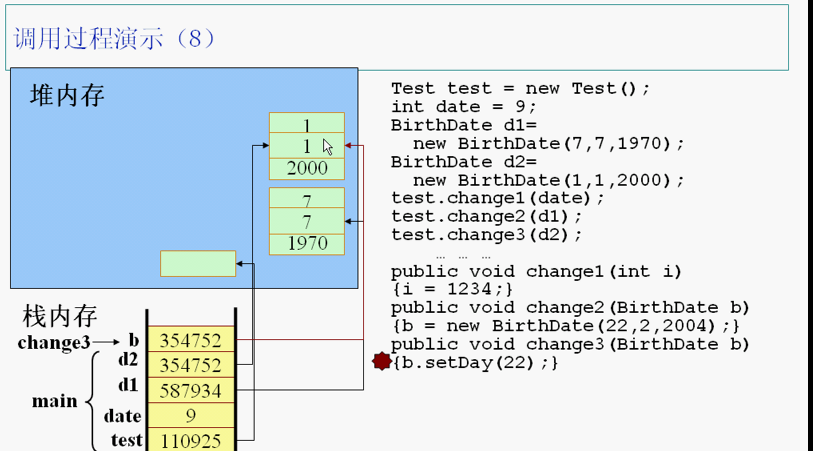 调用过程演示（8）
堆内存
1
1
2000
7
7
1970
Test test = new Test();
int date = 9;
BirthDate d1=
new BirthDate(7,7,1970);
BirthDate d2=
new BirthDate(1,1,2000);
test.change1(date);
test.change2(d1);
test.change3(d2);
… … …
public void change1(int i)
{i = 1234;}
public void change2(BirthDate b)
{b = new BirthDate(22,2,2004);}
public void change3(BirthDate b)
{b.setDay(22);}
栈内存
change3 b 354752
d2 354752
d1 587934
main
date 9
test 110925